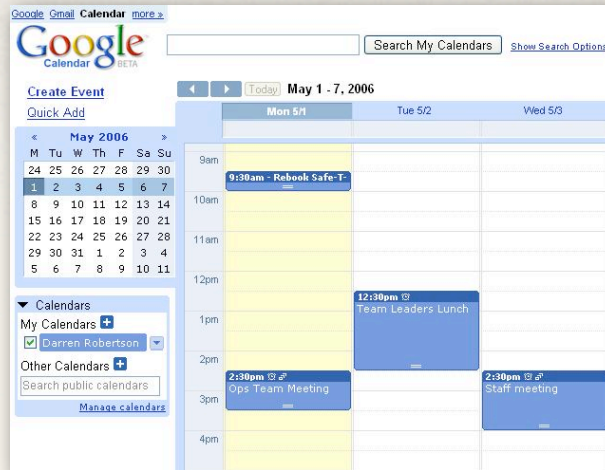 Google Gmail Calendar more »
Google
Calendar BETA
Search My Calendars
Show Search Options
Create Event
Quick Add
Today May 1 - 7, 2006
Mon 5/1 Tue 5/2 Wed 5/3
« May 2006 »
M Tu W Th F Sa Su
24 25 26 27 28 29 30
1 2 3 4 5 6 7
8 9 10 11 12 13 14
15 16 17 18 19 20 21
22 23 24 25 26 27 28
29 30 31 1 2 3 4
5 6 7 8 9 10 11
Calendars
My Calendars
Darren Robertson
Other Calendars
Search public calendars
Manage calendars
9am
9:30am - Rebook Safe-T-
10am
11am
12pm
12:30pm
Team Leaders Lunch
1pm
2pm
2:30pm
Ops Team Meeting
2:30pm
Staff meeting
3pm
4pm